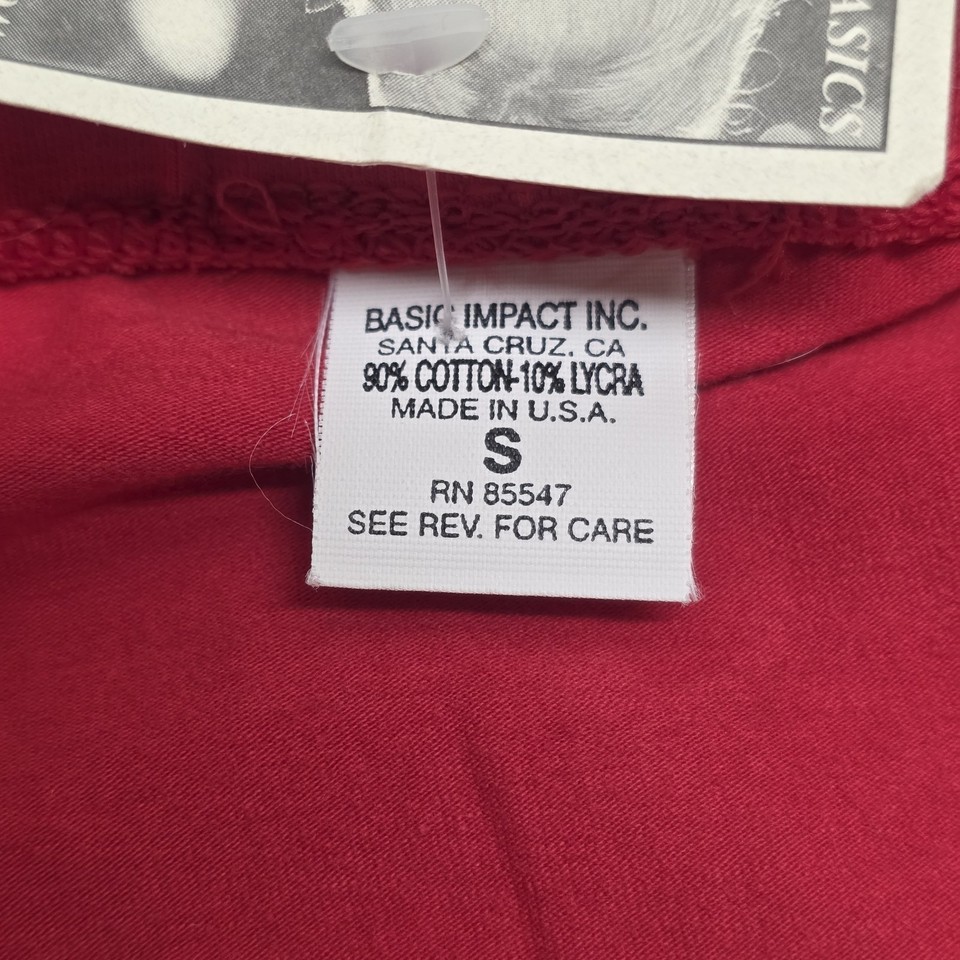 ASICS
BASIC IMPACT INC.
SANTA CRUZ, CA
90% COTTON-10% LYCRA
MADE IN U.S.A.
S
RN 85547
SEE REV. FOR CARE